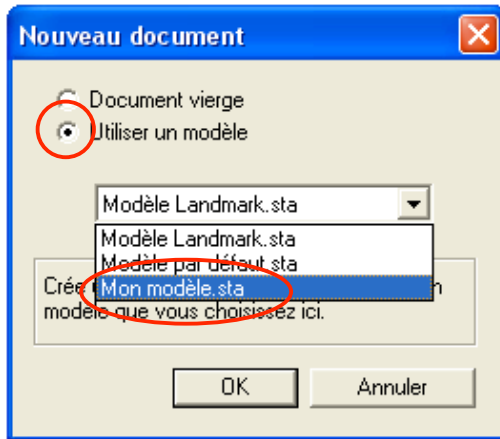 Nouveau document
Document vierge
Utiliser un modèle
Modèle Landmark.sta
Modèle Landmark.sta
Modèle par défaut.sta
Mon modèle.sta
Crée n
modèle que vous choisissez ici.
OK Annuler